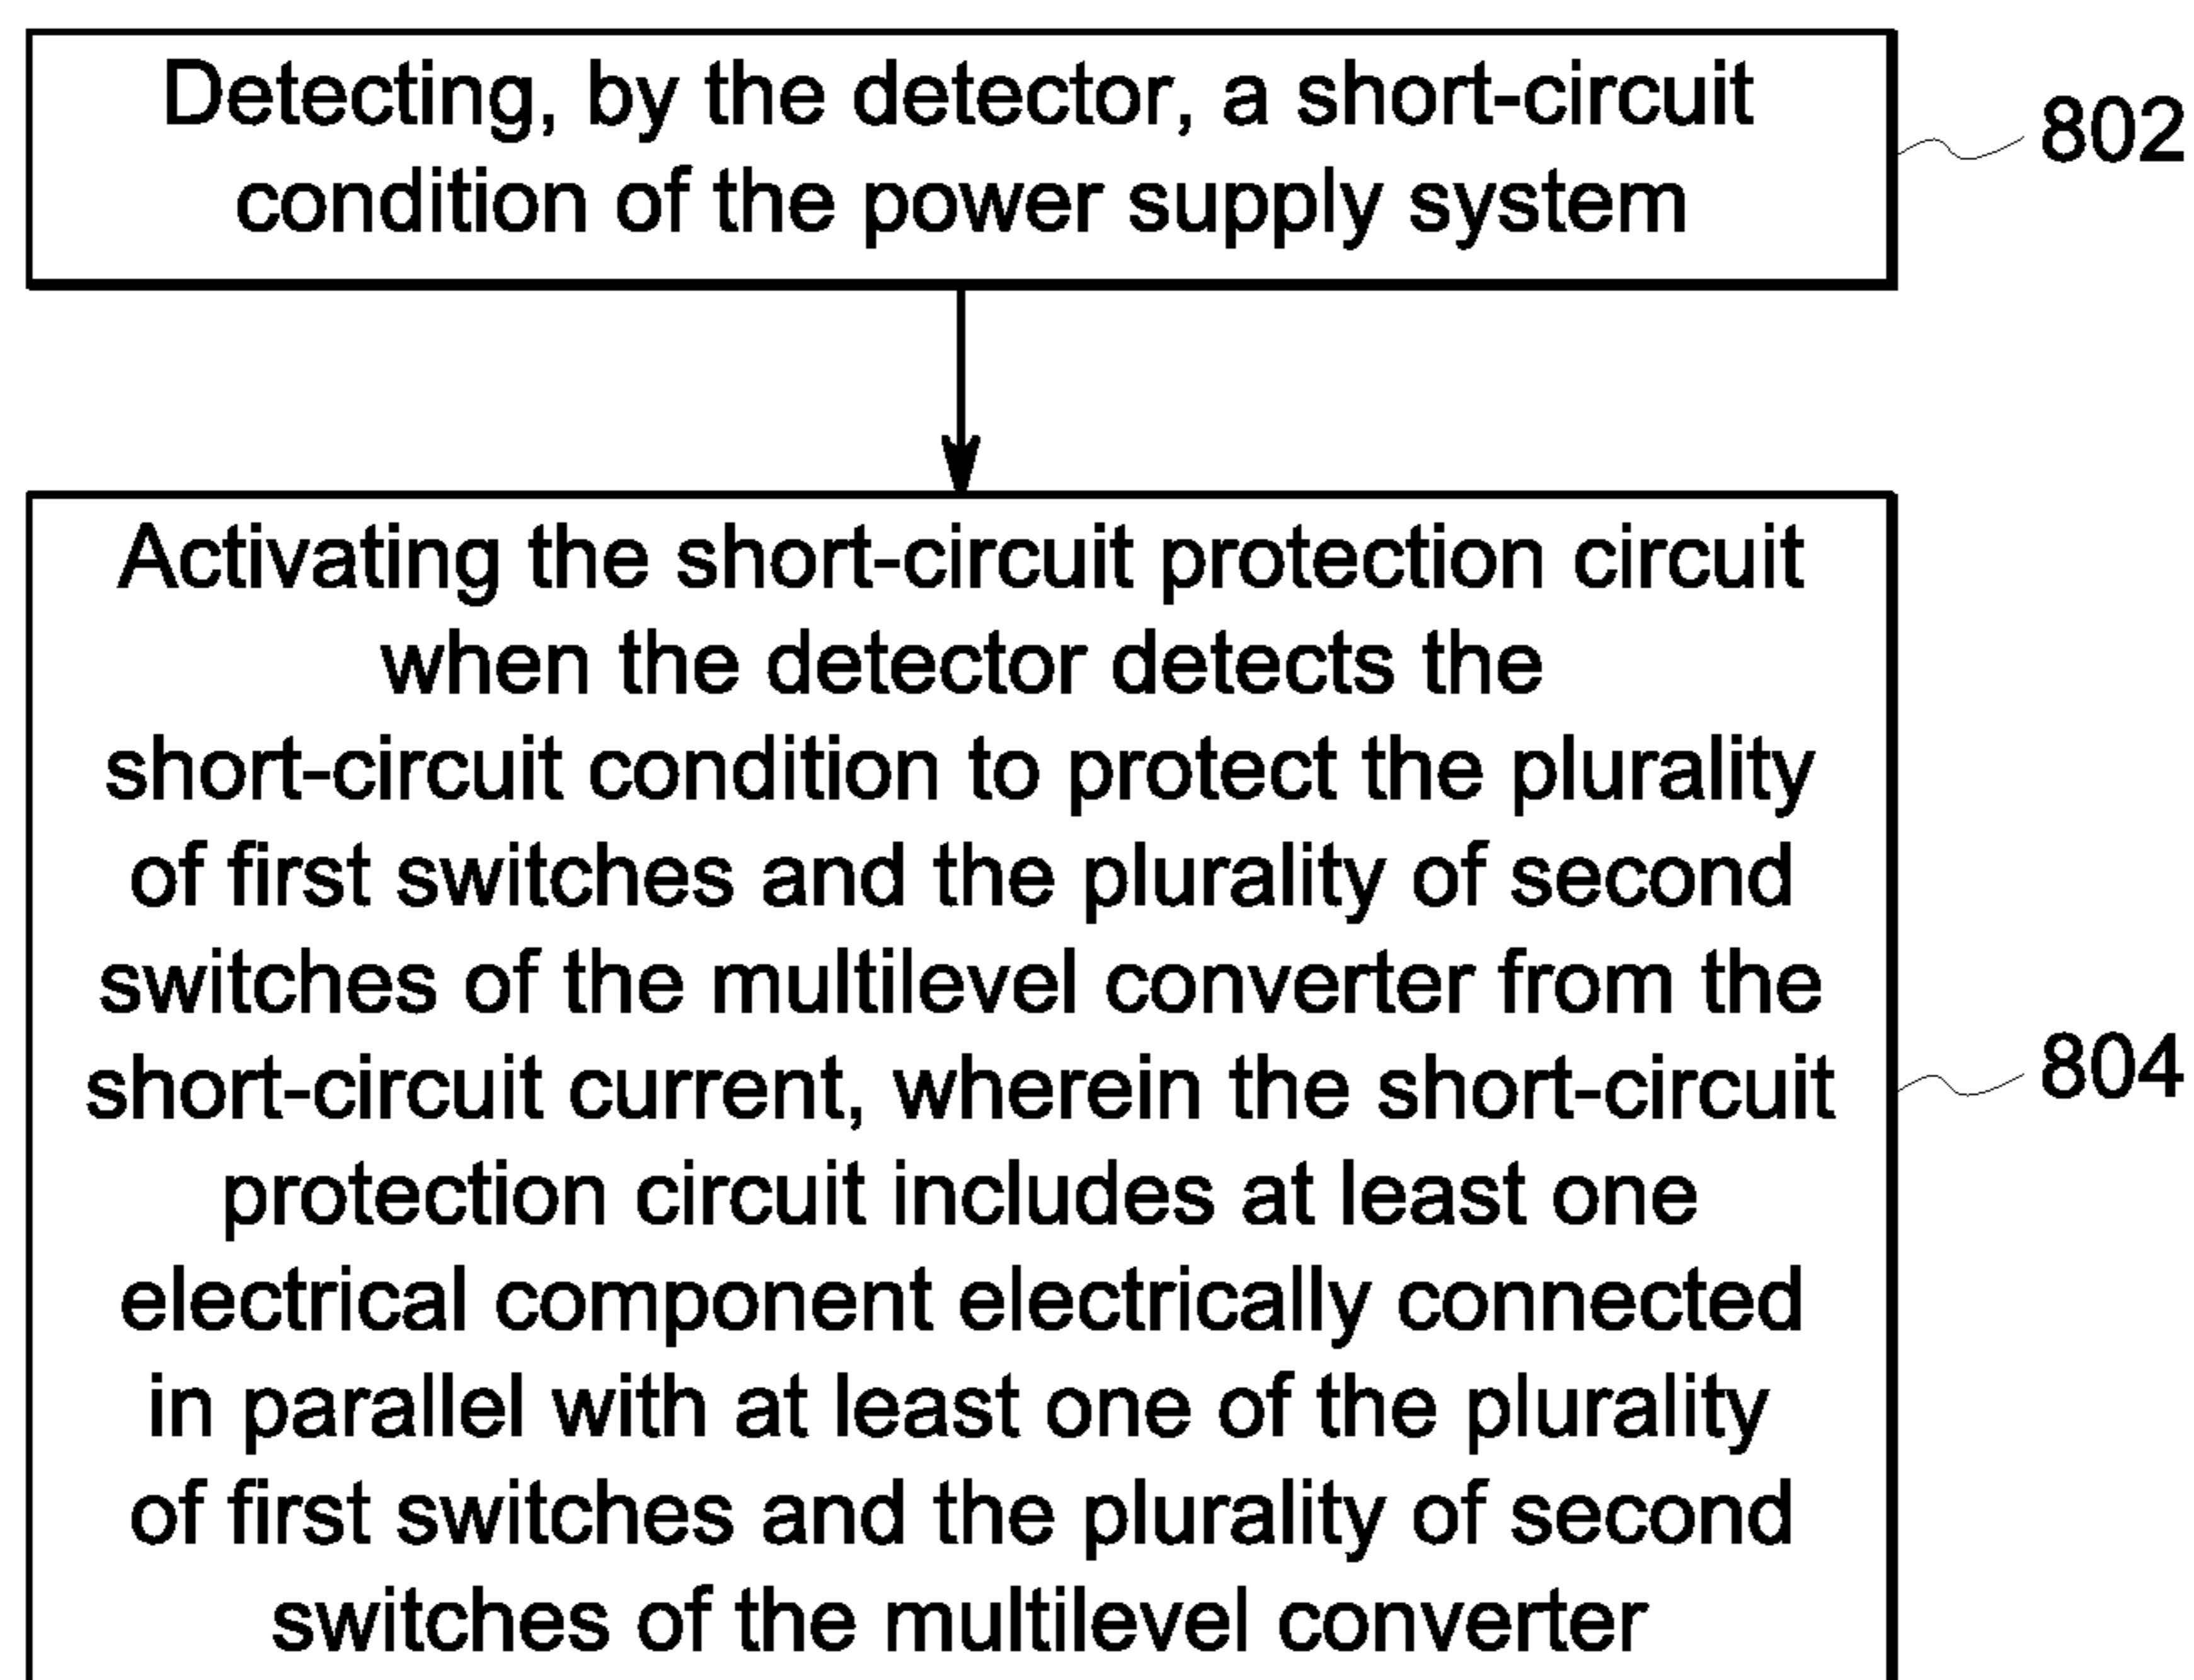 Detecting, by the detector, a short-circuit
condition of the power supply system
802
Activating the short-circuit protection circuit
when the detector detects the
short-circuit condition to protect the plurality
of first switches and the plurality of second
switches of the multilevel converter from the
short-circuit current, wherein the short-circuit
protection circuit includes at least one
electrical component electrically connected
in parallel with at least one of the plurality
of first switches and the plurality of second
switches of the multilevel converter
804